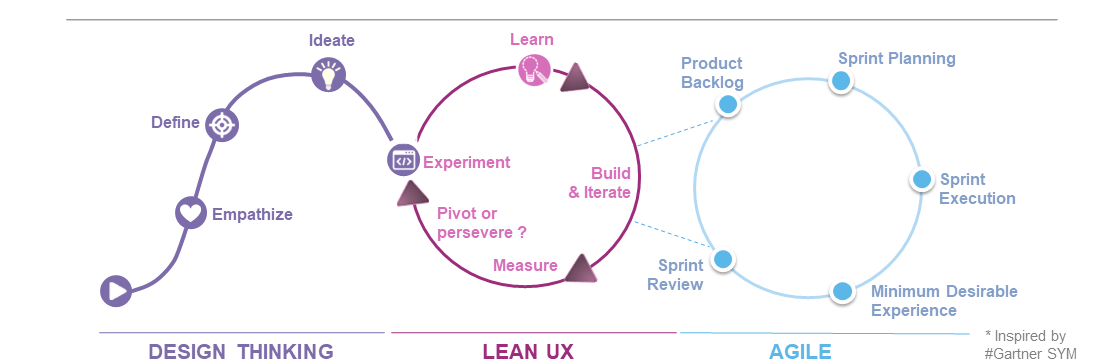 Ideate
Define
Empathize
Learn
Experiment
Build
& Iterate
Pivot or
persevere ?
Measure
Product
Backlog
Sprint Planning
Sprint
Execution
Minimum Desirable
Experience
Sprint
Review
DESIGN THINKING
LEAN UX
AGILE
* Inspired by
#Gartner SYM